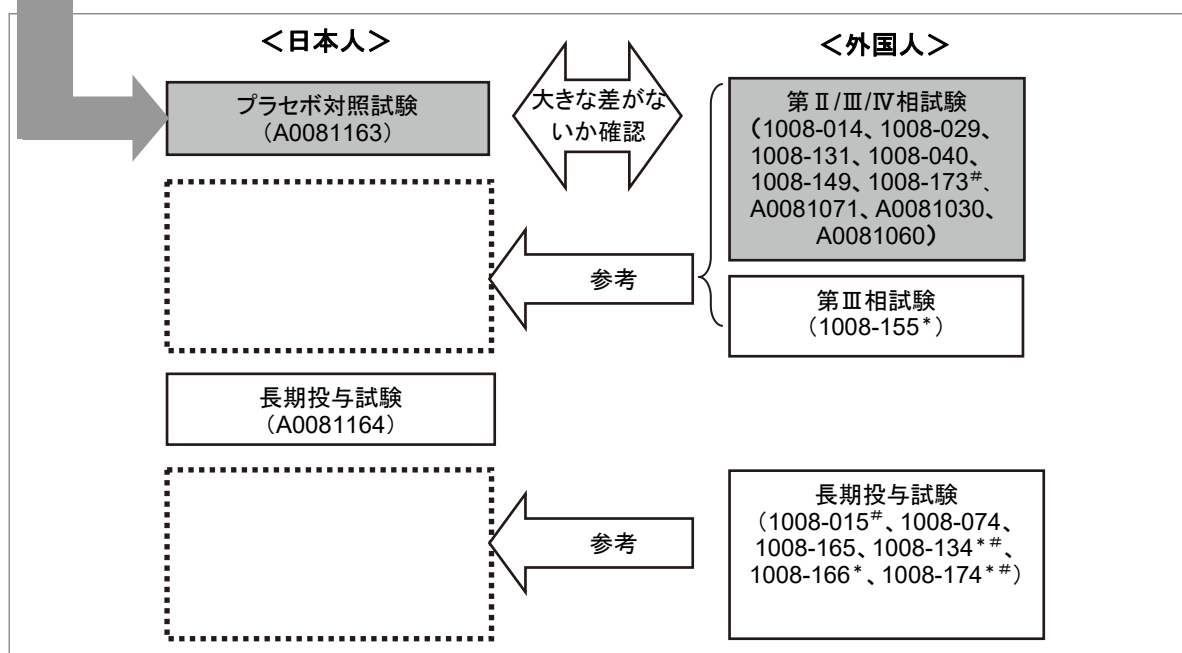 <日本人>
<外国人>
プラセボ対照試験
（A0081163）
大きな差がな
いか確認
第Ⅱ/Ⅲ/Ⅳ相試験
（1008-014、1008-029、
1008-131、1008-040、
1008-149、1008-173#、
A0081071、A0081030、
A0081060）
参考
第Ⅲ相試験
（1008-155*）
長期投与試験
（A0081164）
参考
長期投与試験
（1008-015#、1008-074、
1008-165、1008-134*#、
1008-166*、1008-174*#）